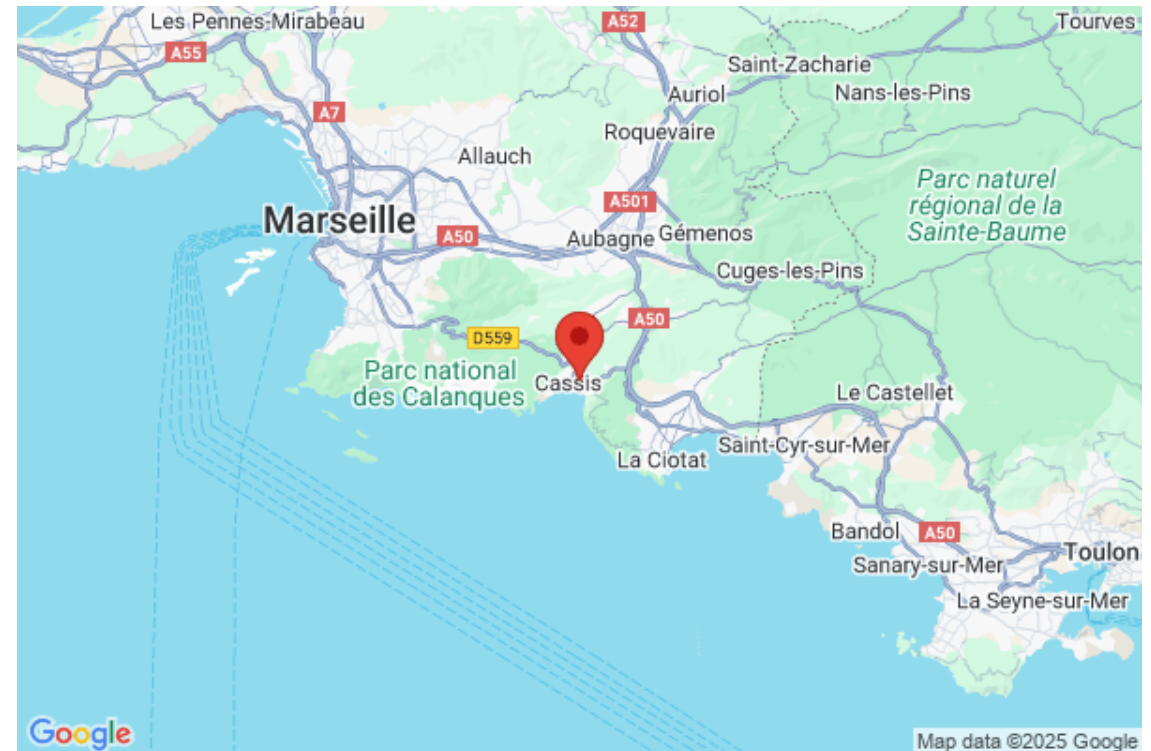 Les Pennes-Mirabeau
A52
Tourves
A55
Saint-Zacharie
Auriol
Nans-les-Pins
A7
Roquevaire
Allauch
Parc naturel
régional de la
Sainte-Baume
A501
Marseille
A50
Aubagne
Gémenos
Cuges-les-Pins
A50
D559
Parc national
des Calanques
Cassis
Le Castellet
Saint-Cyr-sur-Mer
La Ciotat
Bandol
A50
Toulon
Sanary-sur-Mer
La Seyne-sur-Mer
Google
Map data ©2025 Google